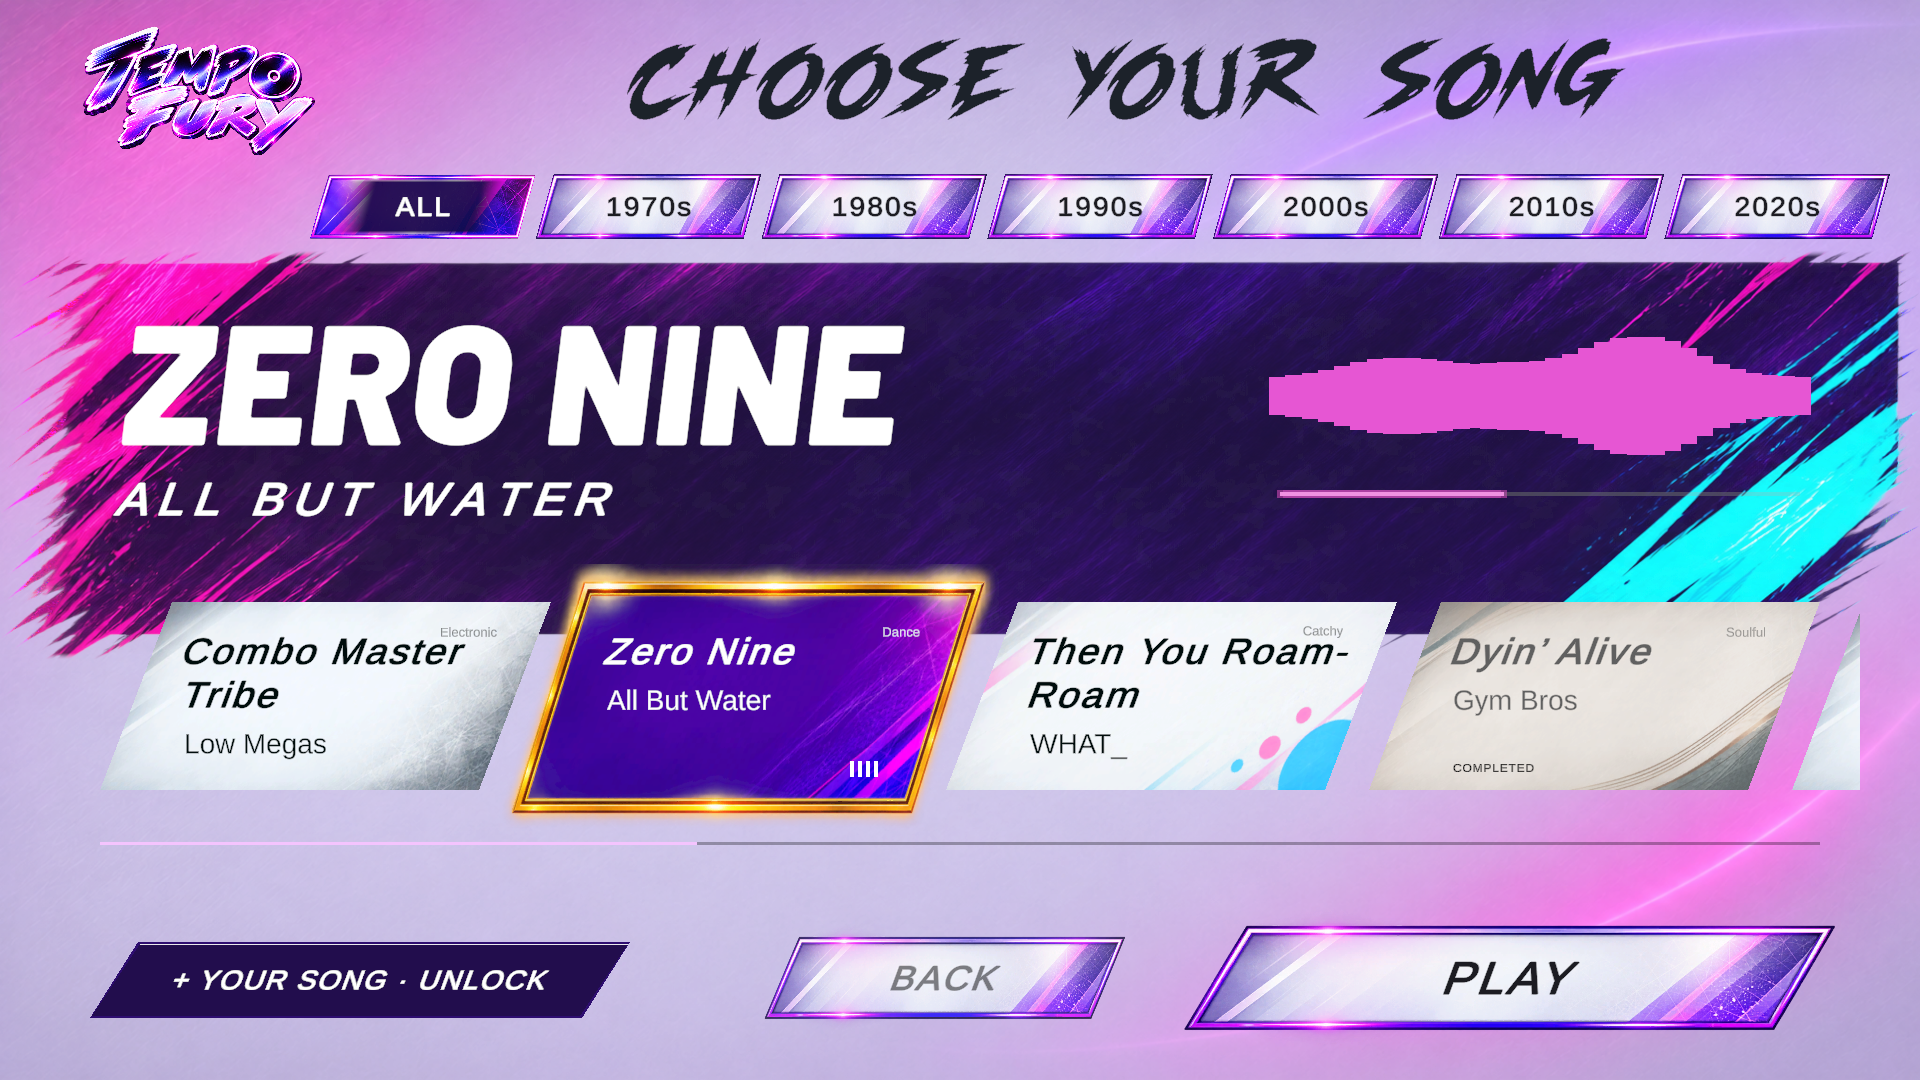 TEMPO
FURY
CHOOSE YOUR SONG
ALL
1970s
1980s
1990s
2000s
2010s
2020s
ZERO NINE
ALL BUT WATER
Electronic
Combo Master
Tribe
Low Megas
Dance
Zero Nine
All But Water
Catchy
Then You Roam-
Roam
WHAT_
Soulful
Dyin’ Alive
Gym Bros
COMPLETED
+ YOUR SONG · UNLOCK
BACK
PLAY